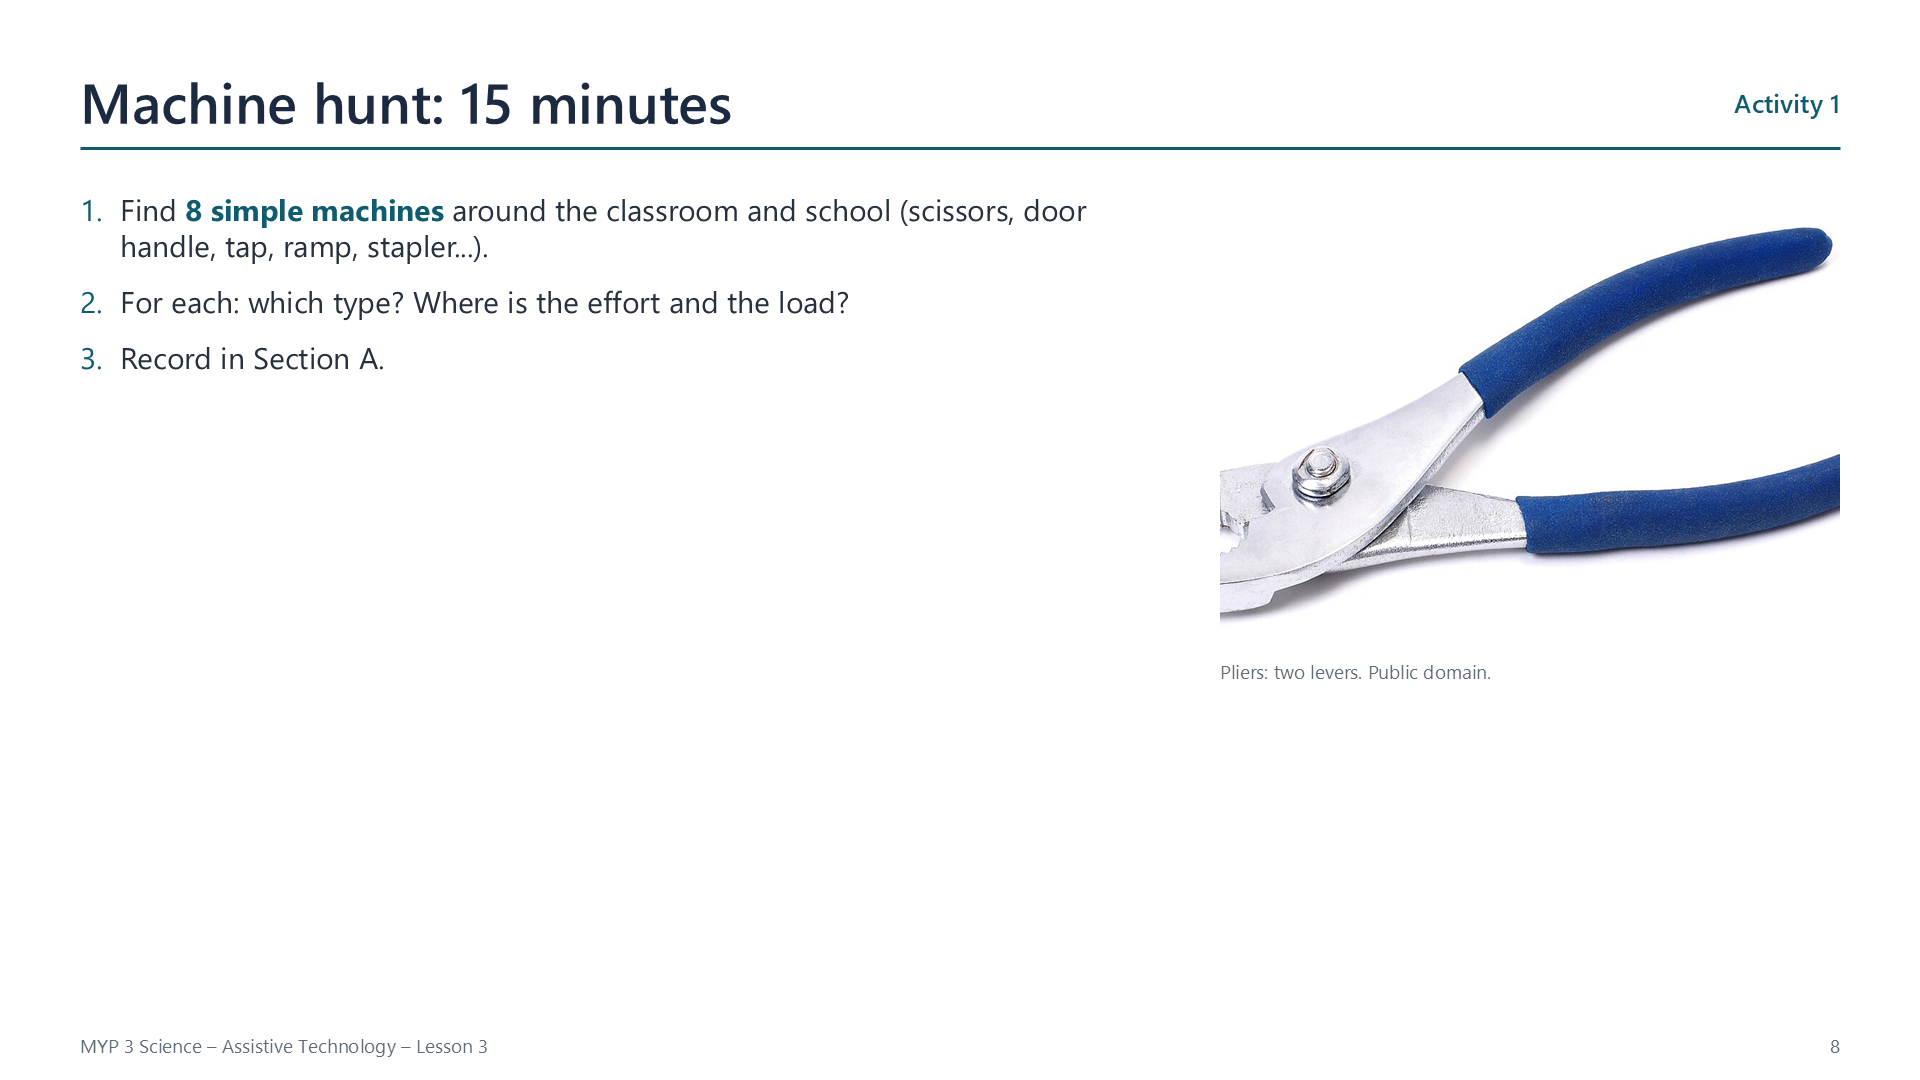 Machine hunt: 15 minutes
Activity 1
1. Find 8 simple machines around the classroom and school (scissors, door
handle, tap, ramp, stapler...).
2. For each: which type? Where is the effort and the load?
3. Record in Section A.
Pliers: two levers. Public domain.
MYP 3 Science – Assistive Technology – Lesson 3
8